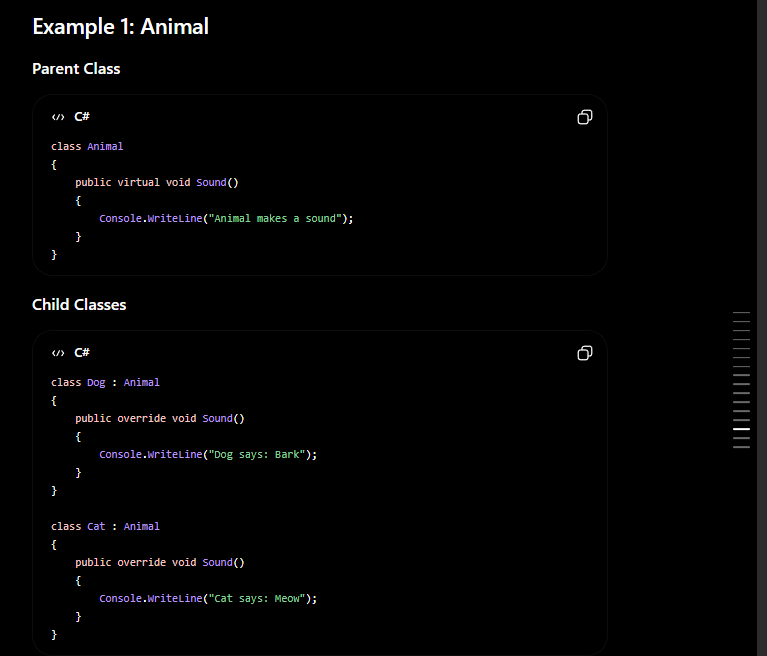 Example 1: Animal
Parent Class
C#
class Animal
{
    public virtual void Sound()
    {
        Console.WriteLine("Animal makes a sound");
    }
}
Child Classes
C#
class Dog : Animal
{
    public override void Sound()
    {
        Console.WriteLine("Dog says: Bark");
    }
}

class Cat : Animal
{
    public override void Sound()
    {
        Console.WriteLine("Cat says: Meow");
    }
}